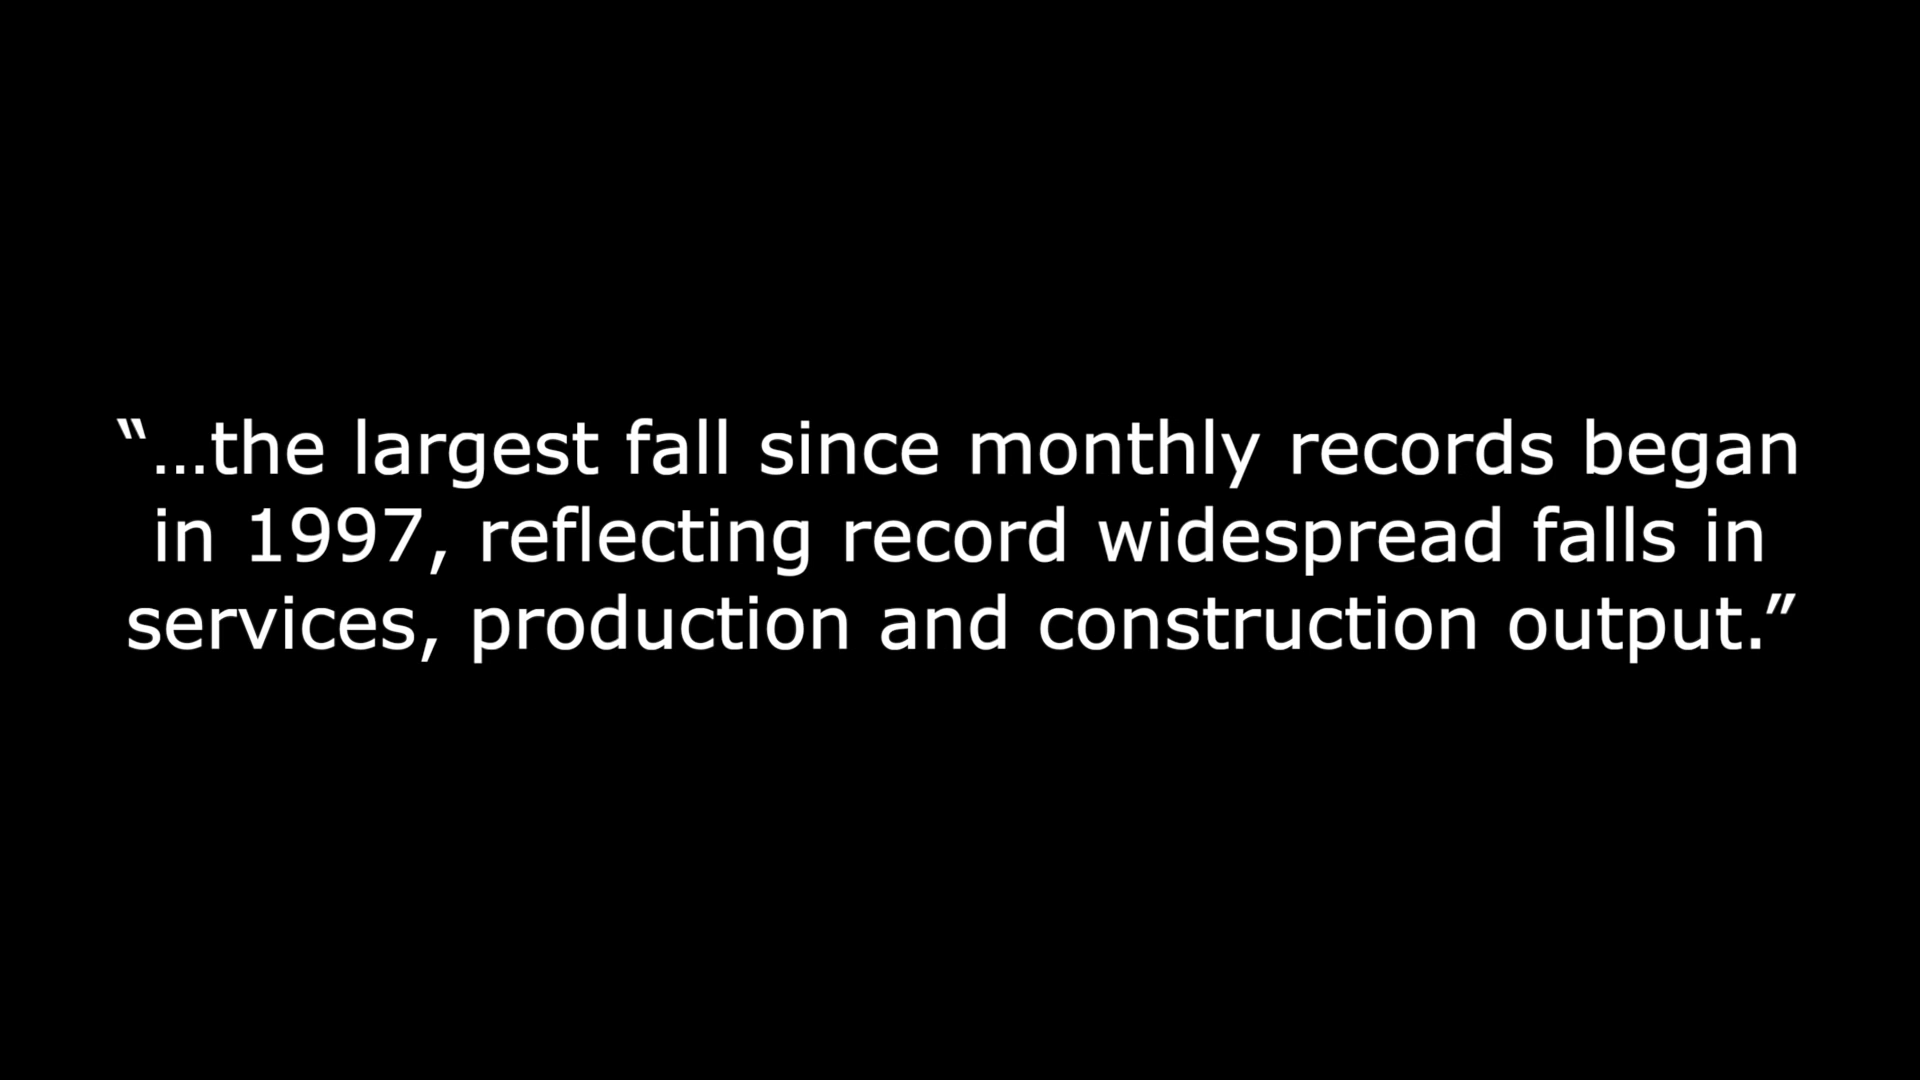 “…the largest fall since monthly records began
in 1997, reflecting record widespread falls in
services, production and construction output.”